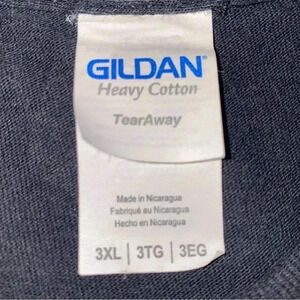 GILDAN®
Heavy Cotton
TearAway
Made in Nicaragua
Fabriqué au Nicaragua
Hecho en Nicaragua
3XL | 3TG | 3EG